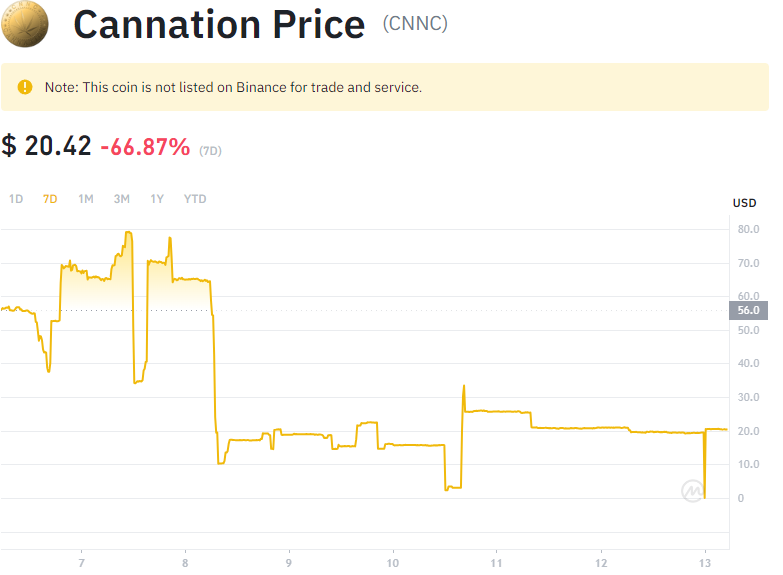 Cannation Price (CNNC)
Note: This coin is not listed on Binance for trade and service.
$ 20.42 -66.87% (7D)
1D 7D 1M 3M 1Y YTD
USD
80.0
70.0
60.0
56.0
50.0
40.0
30.0
20.0
10.0
0
7 8 9 10 11 12 13